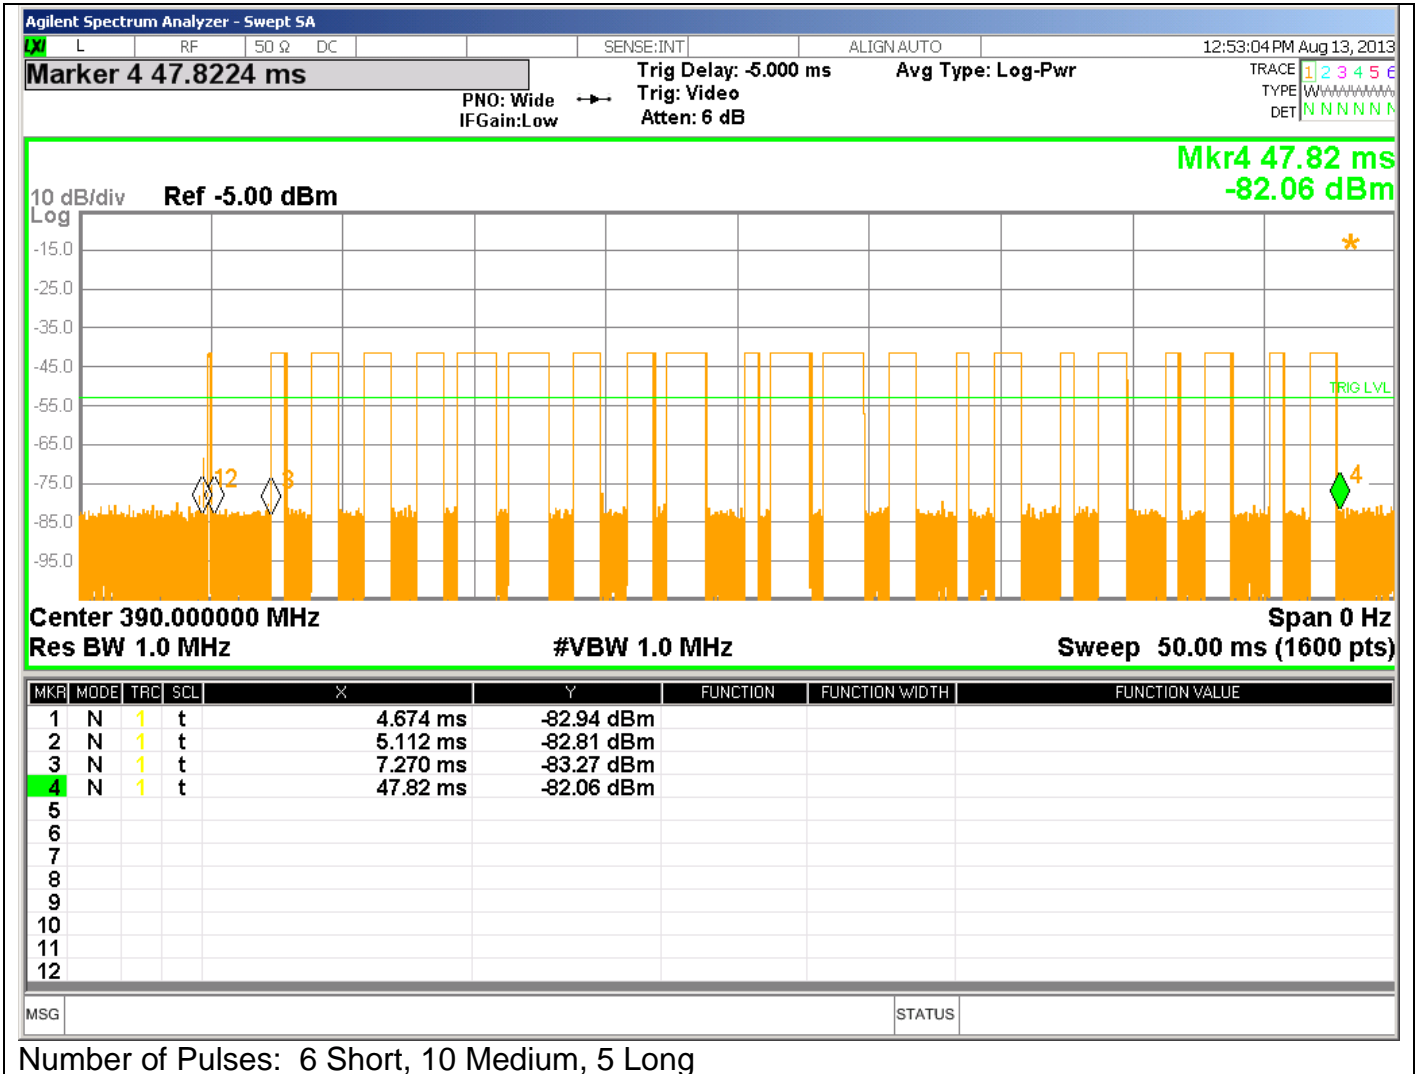 Agilent Spectrum Analyzer - Swept SA
LXI L RF 50 Ω DC SENSE:INT ALIGN AUTO 12:53:04 PM Aug 13, 2013
Marker 4 47.8224 ms
Trig Delay: -5.000 ms Avg Type: Log-Pwr
PNO: Wide Trig: Video
IFGain:Low Atten: 6 dB
TRACE 1 2 3 4 5 6
TYPE W
DET N N N N N N
Mkr4 47.82 ms
-82.06 dBm
10 dB/div Ref -5.00 dBm
Log
-15.0
-25.0
-35.0
-45.0
TRIG LVL
-55.0
-65.0
-75.0
1 2 3 4
-85.0
-95.0
Center 390.000000 MHz Span 0 Hz
Res BW 1.0 MHz #VBW 1.0 MHz Sweep 50.00 ms (1600 pts)
MKR MODE TRC SCL X Y FUNCTION FUNCTION WIDTH FUNCTION VALUE
1 N 1 t 4.674 ms -82.94 dBm
2 N 1 t 5.112 ms -82.81 dBm
3 N 1 t 7.270 ms -83.27 dBm
4 N 1 t 47.82 ms -82.06 dBm
5
6
7
8
9
10
11
12
MSG STATUS
Number of Pulses: 6 Short, 10 Medium, 5 Long